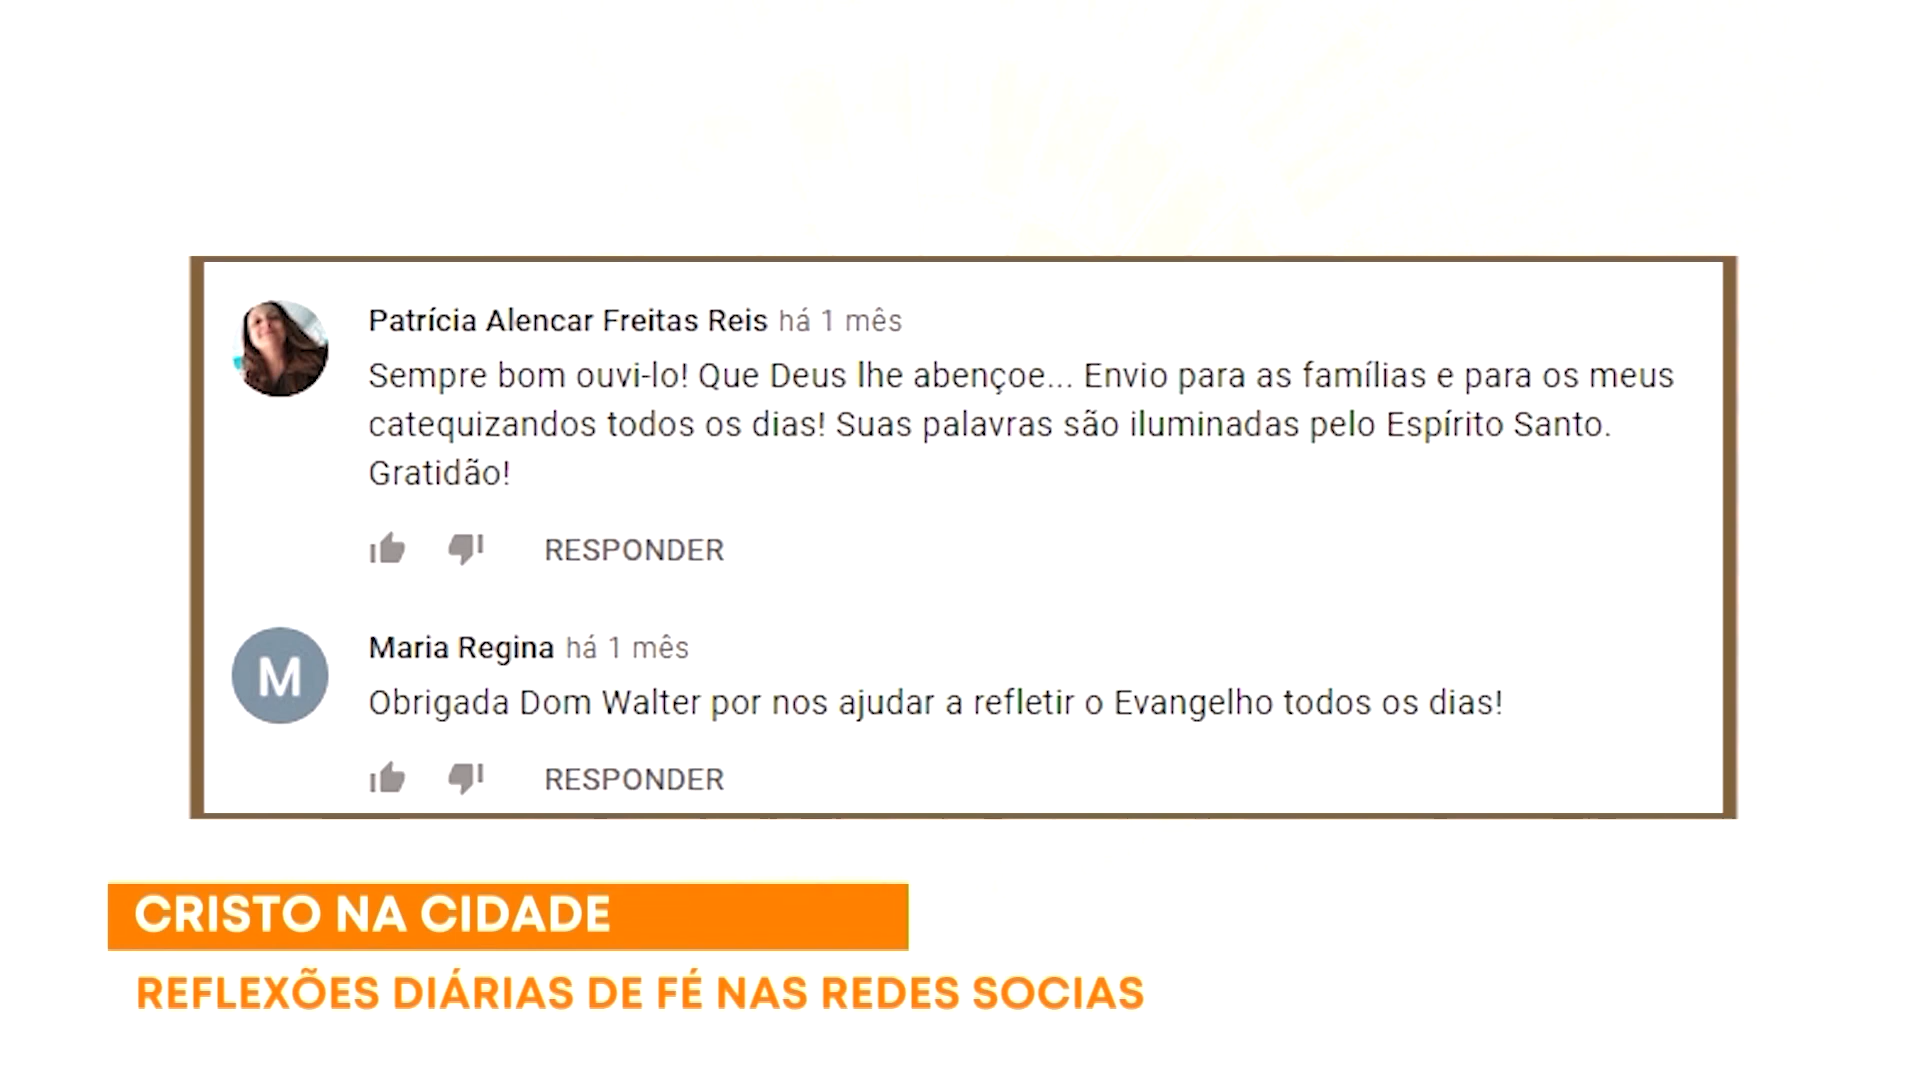 Patrícia Alencar Freitas Reis há 1 mês
Sempre bom ouvi-lo! Que Deus lhe abençoe... Envio para as famílias e para os meus
catequizandos todos os dias! Suas palavras são iluminadas pelo Espírito Santo.
Gratidão!
RESPONDER
M
Maria Regina há 1 mês
Obrigada Dom Walter por nos ajudar a refletir o Evangelho todos os dias!
RESPONDER
CRISTO NA CIDADE
REFLEXÕES DIÁRIAS DE FÉ NAS REDES SOCIAS